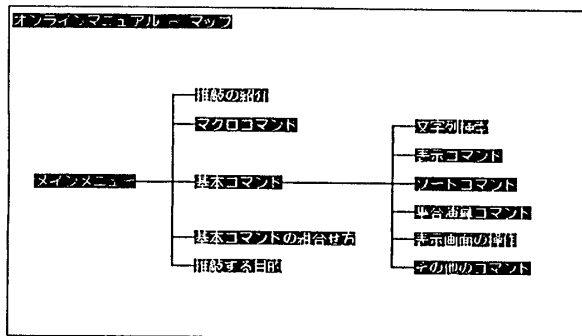 オンラインマニュアル － マップ
推敲の紹介
マクロコマンド
メインメニュー
基本コマンド
基本コマンドの組合せ方
推敲する目的
文字列検索
表示コマンド
ソートコマンド
集合演算コマンド
表示画面の操作
その他のコマンド